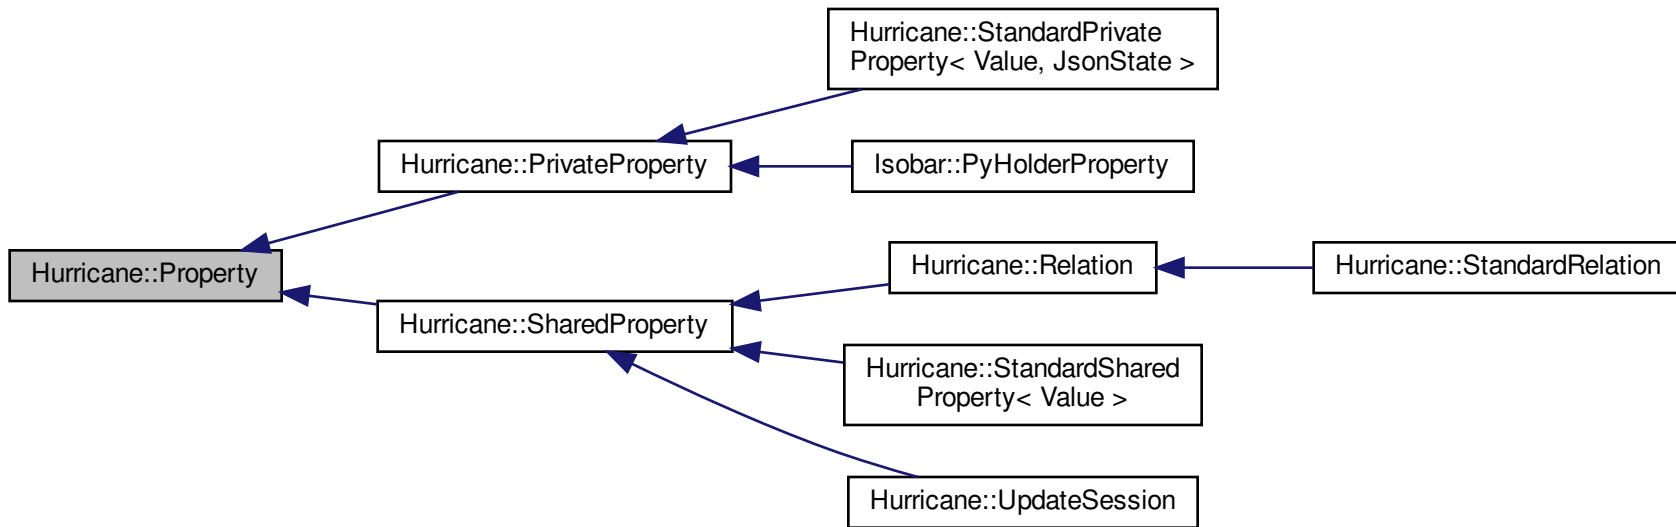 Hurricane::StandardPrivate
Property< Value, JsonState >
Hurricane::PrivateProperty
Isobar::PyHolderProperty
Hurricane::Property
Hurricane::Relation
Hurricane::StandardRelation
Hurricane::SharedProperty
Hurricane::StandardShared
Property< Value >
Hurricane::UpdateSession